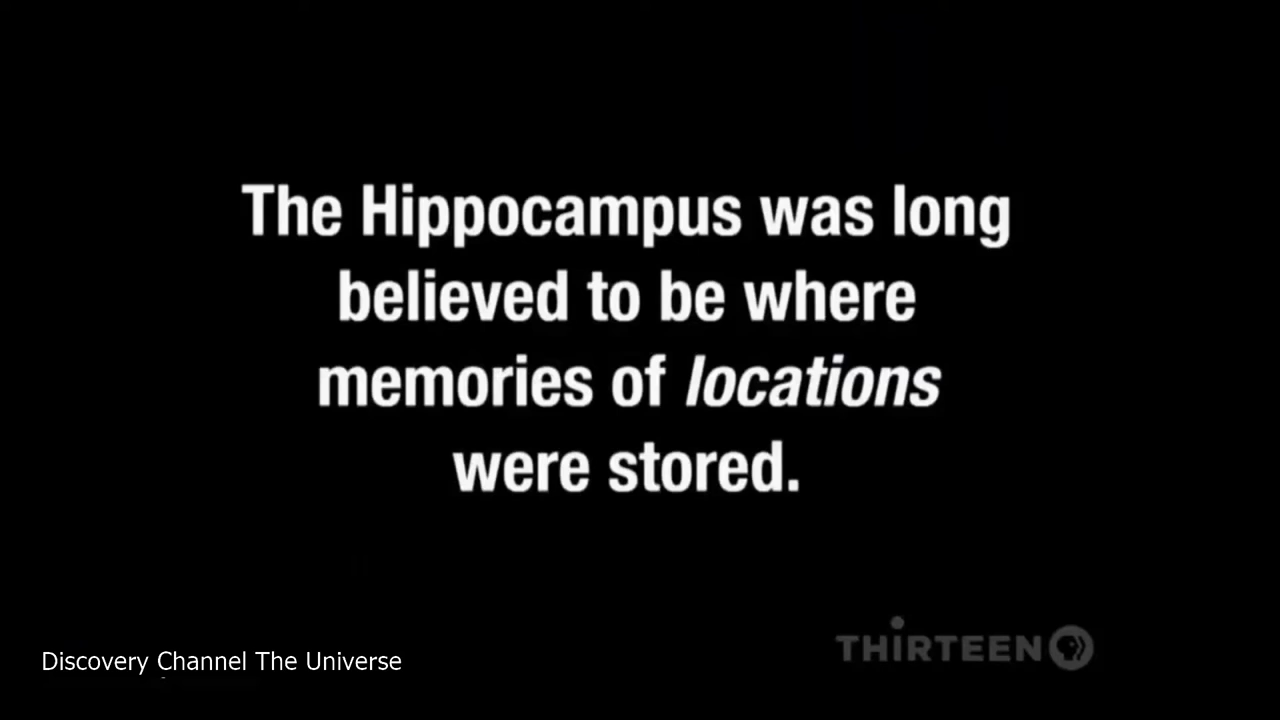 The Hippocampus was long
believed to be where
memories of locations
were stored.
Discovery Channel The Universe
THiRTEEN